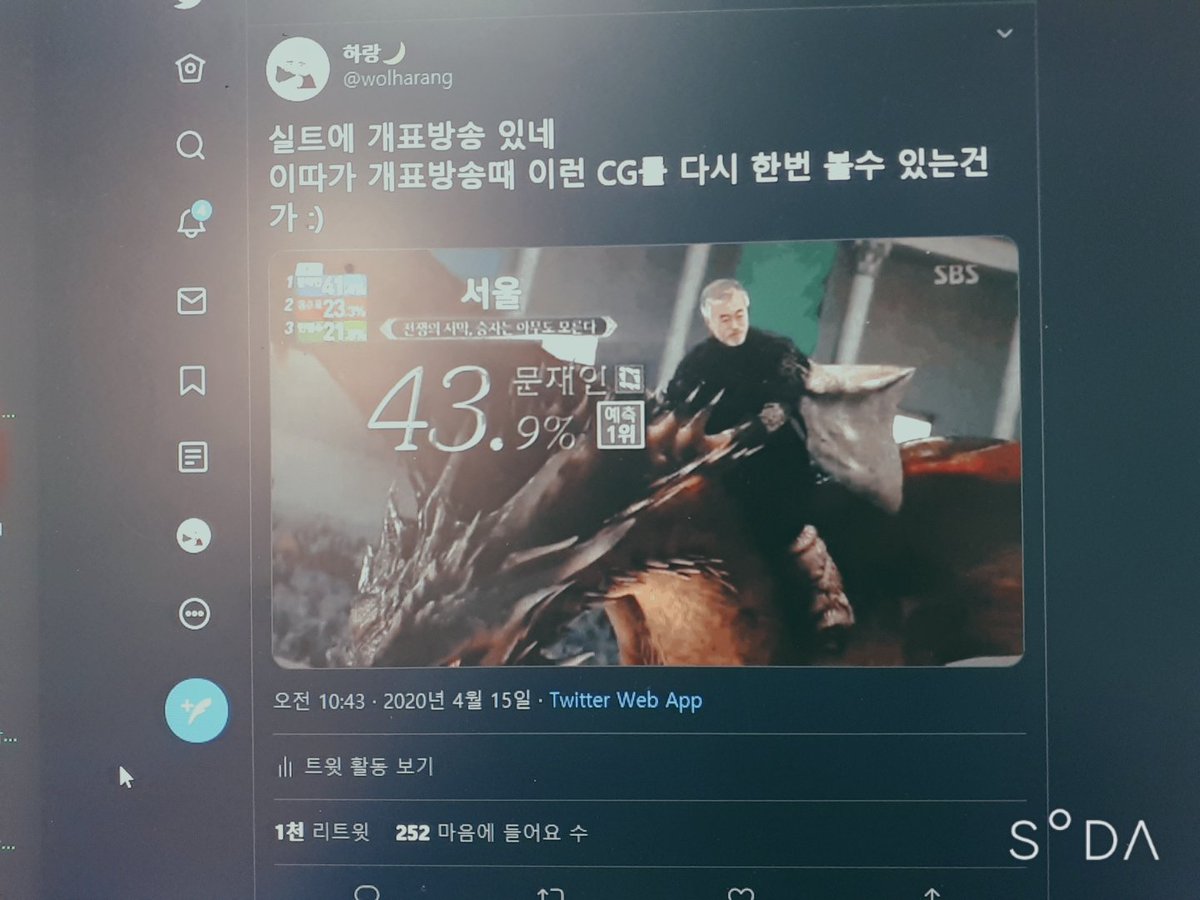 하랑🌙
@wolharang
실트에 개표방송 있네
이따가 개표방송때 이런 CG를 다시 한번 볼수 있는건
가 :)
SBS
서울
1 41.
2 23.3%
3 21.8%
전쟁의 서막, 승자는 아무도 모른다
43.9%
문재인
예측
1위
4
오전 10:43 · 2020년 4월 15일 · Twitter Web App
트윗 활동 보기
1천 리트윗 252 마음에 들어요 수
SODA